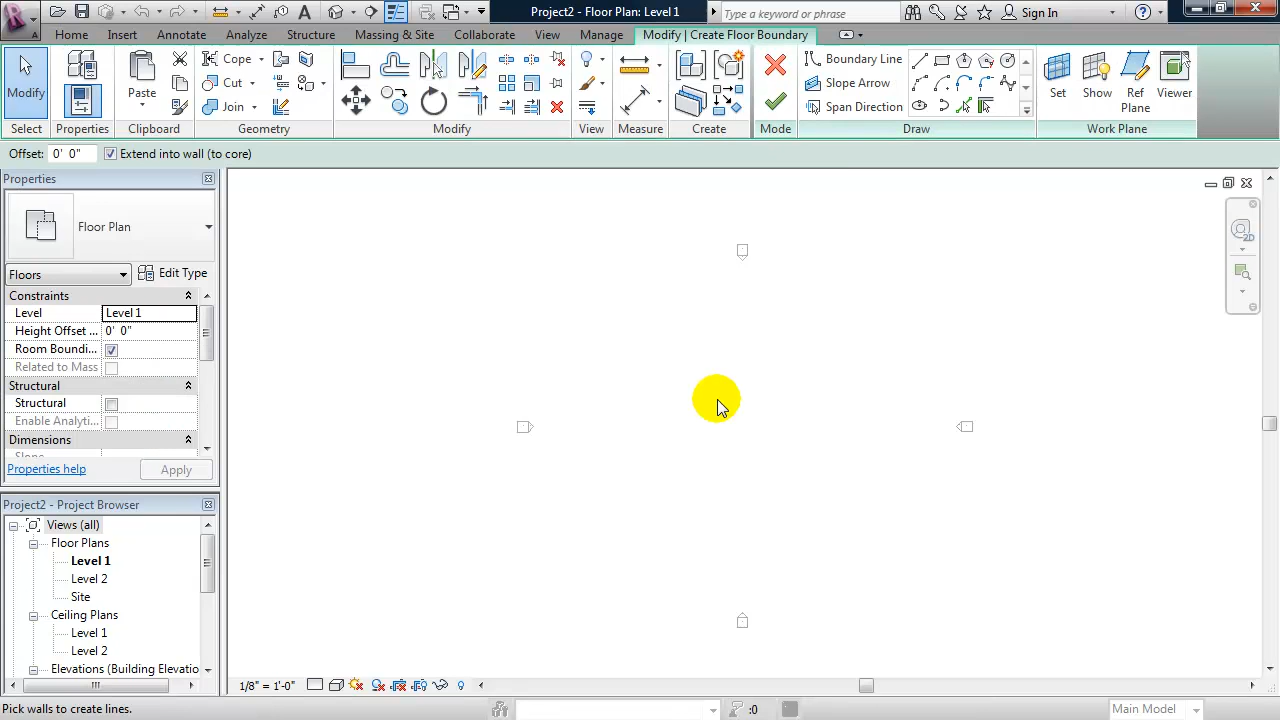 Project2 - Floor Plan: Level 1
Type a keyword or phrase
Sign In
Home
Insert
Annotate
Analyze
Structure
Massing & Site
Collaborate
View
Manage
Modify | Create Floor Boundary
Modify
Paste
Cope
Cut
Join
Boundary Line
Slope Arrow
Span Direction
Set
Show
Ref
Plane
Viewer
Select
Properties
Clipboard
Geometry
Modify
View
Measure
Create
Mode
Draw
Work Plane
Offset: 0' 0"
Extend into wall (to core)
Properties
Floor Plan
Floors
Edit Type
Constraints
Level
Level 1
Height Offset ...
0' 0"
Room Boundi...
Related to Mass
Structural
Structural
Enable Analyti...
Dimensions
Slope
Properties help
Apply
Project2 - Project Browser
Views (all)
Floor Plans
Level 1
Level 2
Site
Ceiling Plans
Level 1
Level 2
Elevations (Building Elevatio
2D
1/8" = 1'-0"
Pick walls to create lines.
:0
Main Model